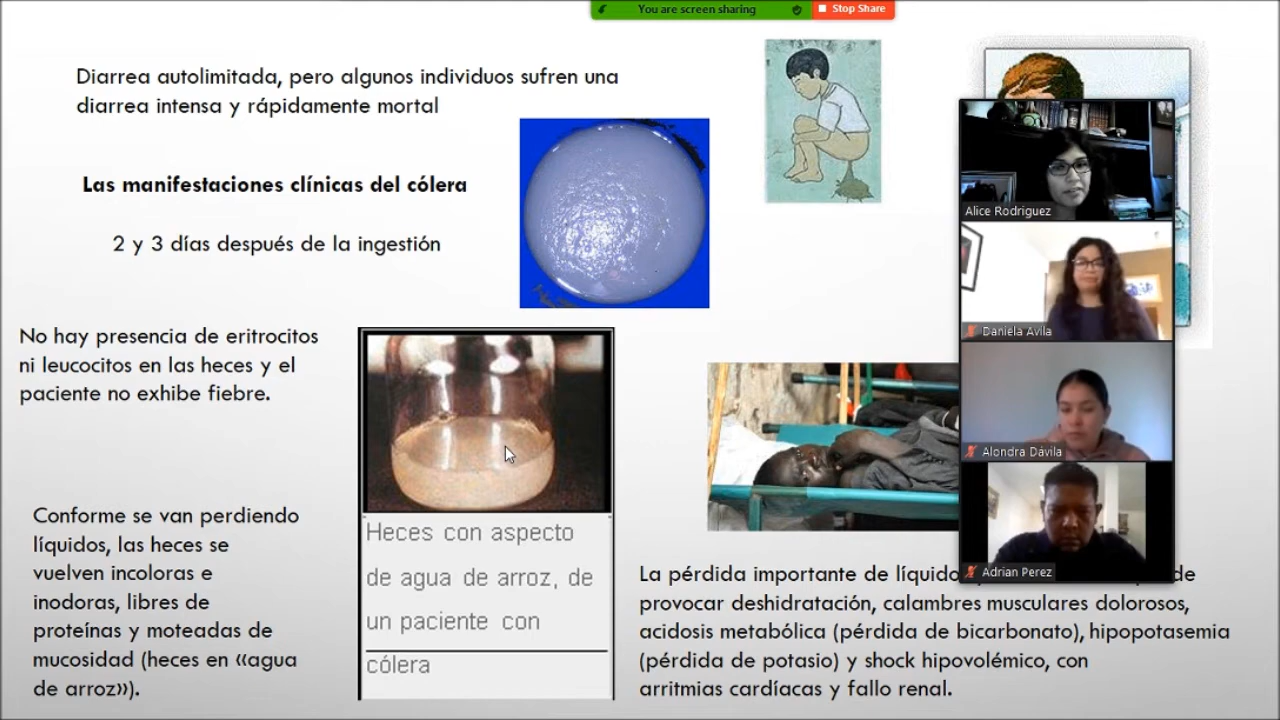 You are screen sharing
Stop Share
Diarrea autolimitada, pero algunos individuos sufren una
diarrea intensa y rápidamente mortal
Las manifestaciones clínicas del cólera
2 y 3 días después de la ingestión
No hay presencia de eritrocitos
ni leucocitos en las heces y el
paciente no exhibe fiebre.
Conforme se van perdiendo
líquidos, las heces se
vuelven incoloras e
inodoras, libres de
proteínas y moteadas de
mucosidad (heces en «agua
de arroz»).
Heces con aspecto
de agua de arroz, de
un paciente con
cólera
Alice Rodriguez
Daniela Avila
Alondra Dávila
Adrian Perez
La pérdida importante de
provocar deshidratación, calambres musculares dolorosos,
acidosis metabólica (pérdida de bicarbonato), hipopotasemia
(pérdida de potasio) y shock hipovolémico, con
arritmias cardíacas y fallo renal.